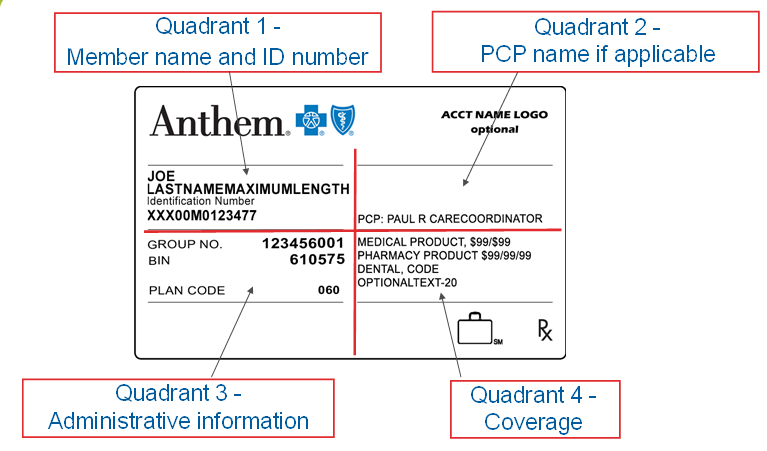 Quadrant 1 -
Member name and ID number
Quadrant 2 -
PCP name if applicable
Anthem®
ACCT NAME LOGO
optional
JOE
LASTNAMEMAXIMUMLENGTH
Identification Number
XXX00M0123477
PCP: PAUL R CARECOORDINATOR
GROUP NO. 123456001
BIN 610575
PLAN CODE 060
MEDICAL PRODUCT, $99/$99
PHARMACY PRODUCT $99/99/99
DENTAL, CODE
OPTIONALTEXT-20
SM
Rx
Quadrant 3 -
Administrative information
Quadrant 4 -
Coverage